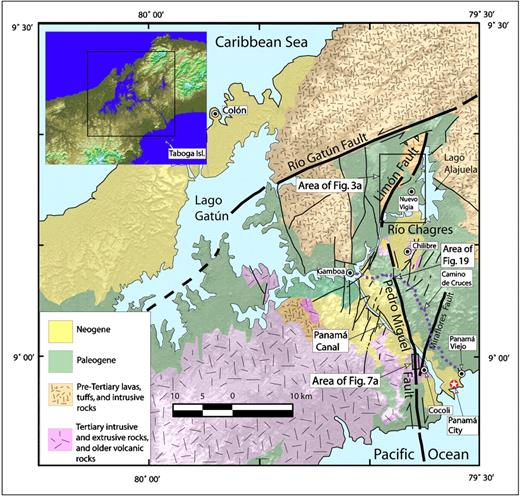 80° 00'
79° 30'
9° 30'
9° 30'
Caribbean Sea
Colón
Taboga Isl.
Río Gatún Fault
Limón Fault
Lago
Alajuela
Area of Fig. 3a
Nuevo
Vigia
Lago
Gatún
Río Chagres
Chilibre
Area of
Fig. 19
Gamboa
Camino
de Cruces
Pedro Miguel
Fault
Miraflores Fault
Panamá
Canal
Panamá
Viejo
9° 00'
9° 00'
Area of Fig. 7a
Neogene
Paleogene
Pre-Tertiary lavas,
tuffs, and intrusive
rocks
Tertiary intrusive
and extrusive rocks,
and older volcanic
rocks
10 0 10 km
Cocoli
Panamá
City
Pacific Ocean
80° 00'
79° 30'